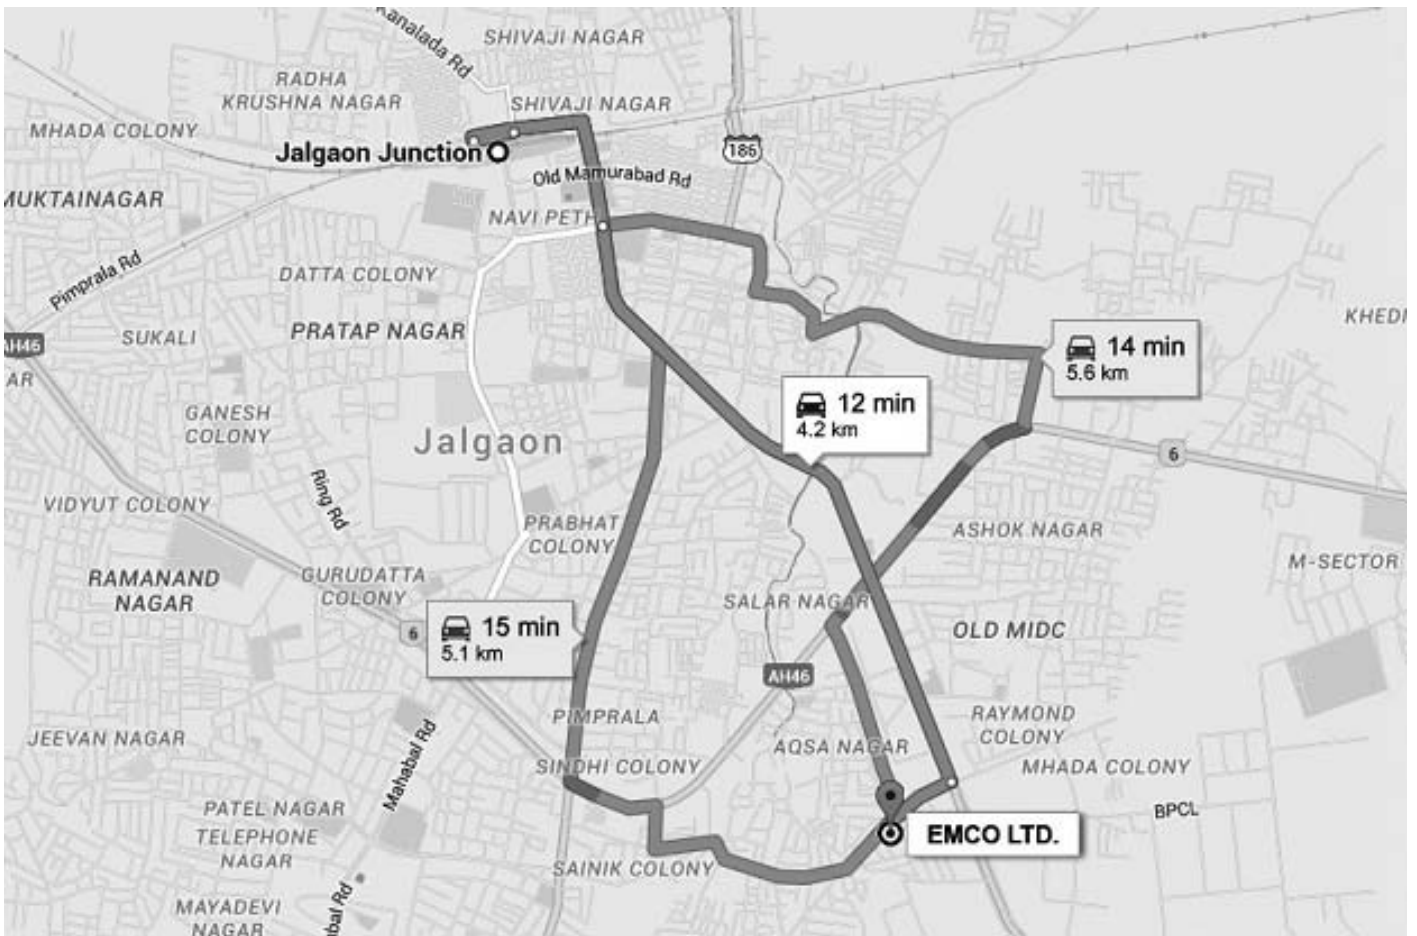 Kanalada Rd
SHIVAJI NAGAR
RADHA
KRUSHNA NAGAR
SHIVAJI NAGAR
MHADA COLONY
186
Jalgaon Junction
Old Mamurabad Rd
MUKTAINAGAR
NAVI PETH
Pimprala Rd
DATTA COLONY
KHEDI
SUKALI
PRATAP NAGAR
AH46
14 min
5.6 km
AR
12 min
4.2 km
GANESH
COLONY
Jalgaon
6
Ring Rd
VIDYUT COLONY
PRABHAT
COLONY
ASHOK NAGAR
M-SECTOR
RAMANAND
NAGAR
GURUDATTA
COLONY
SALAR NAGAR
6
15 min
5.1 km
OLD MIDC
AH46
PIMPRALA
RAYMOND
COLONY
JEEVAN NAGAR
Mahabal Rd
AQSA NAGAR
SINDHI COLONY
MHADA COLONY
PATEL NAGAR
BPCL
TELEPHONE
NAGAR
EMCO LTD.
SAINIK COLONY
MAYADEVI
NAGAR
bal Rd